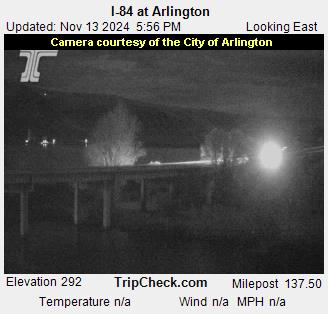 I-84 at Arlington
Updated: Nov 13 2024 5:56 PM Looking East
Camera courtesy of the City of Arlington
Elevation 292 TripCheck.com Milepost 137.50
Temperature n/a Wind n/a MPH n/a